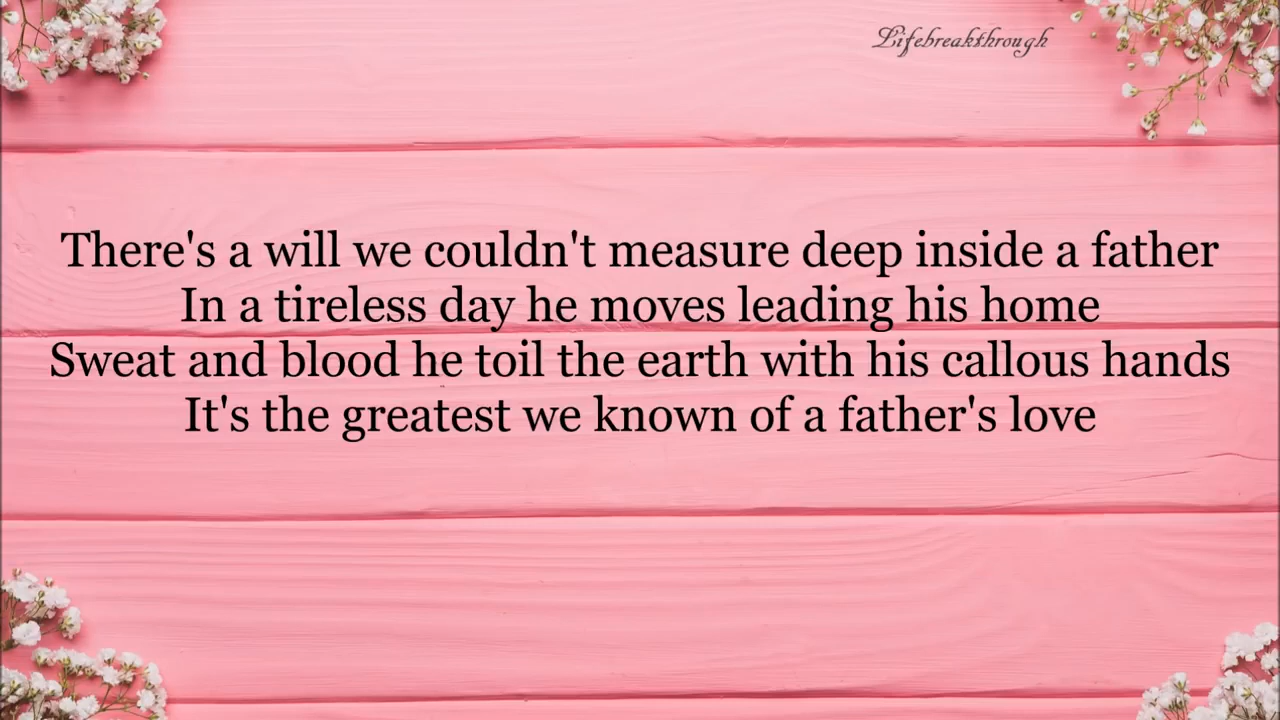 Lifebreakthrough
There's a will we couldn't measure deep inside a father
In a tireless day he moves leading his home
Sweat and blood he toil the earth with his callous hands
It's the greatest we known of a father's love